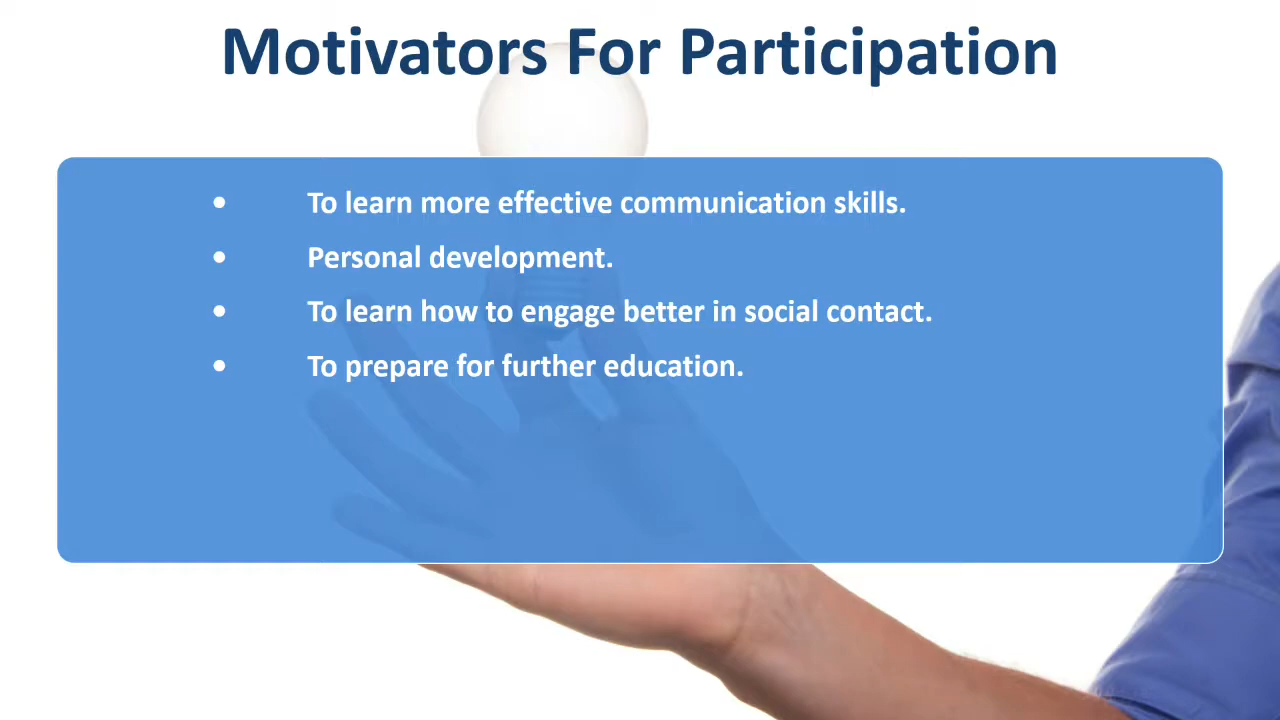 Motivators For Participation
• To learn more effective communication skills.
• Personal development.
• To learn how to engage better in social contact.
• To prepare for further education.